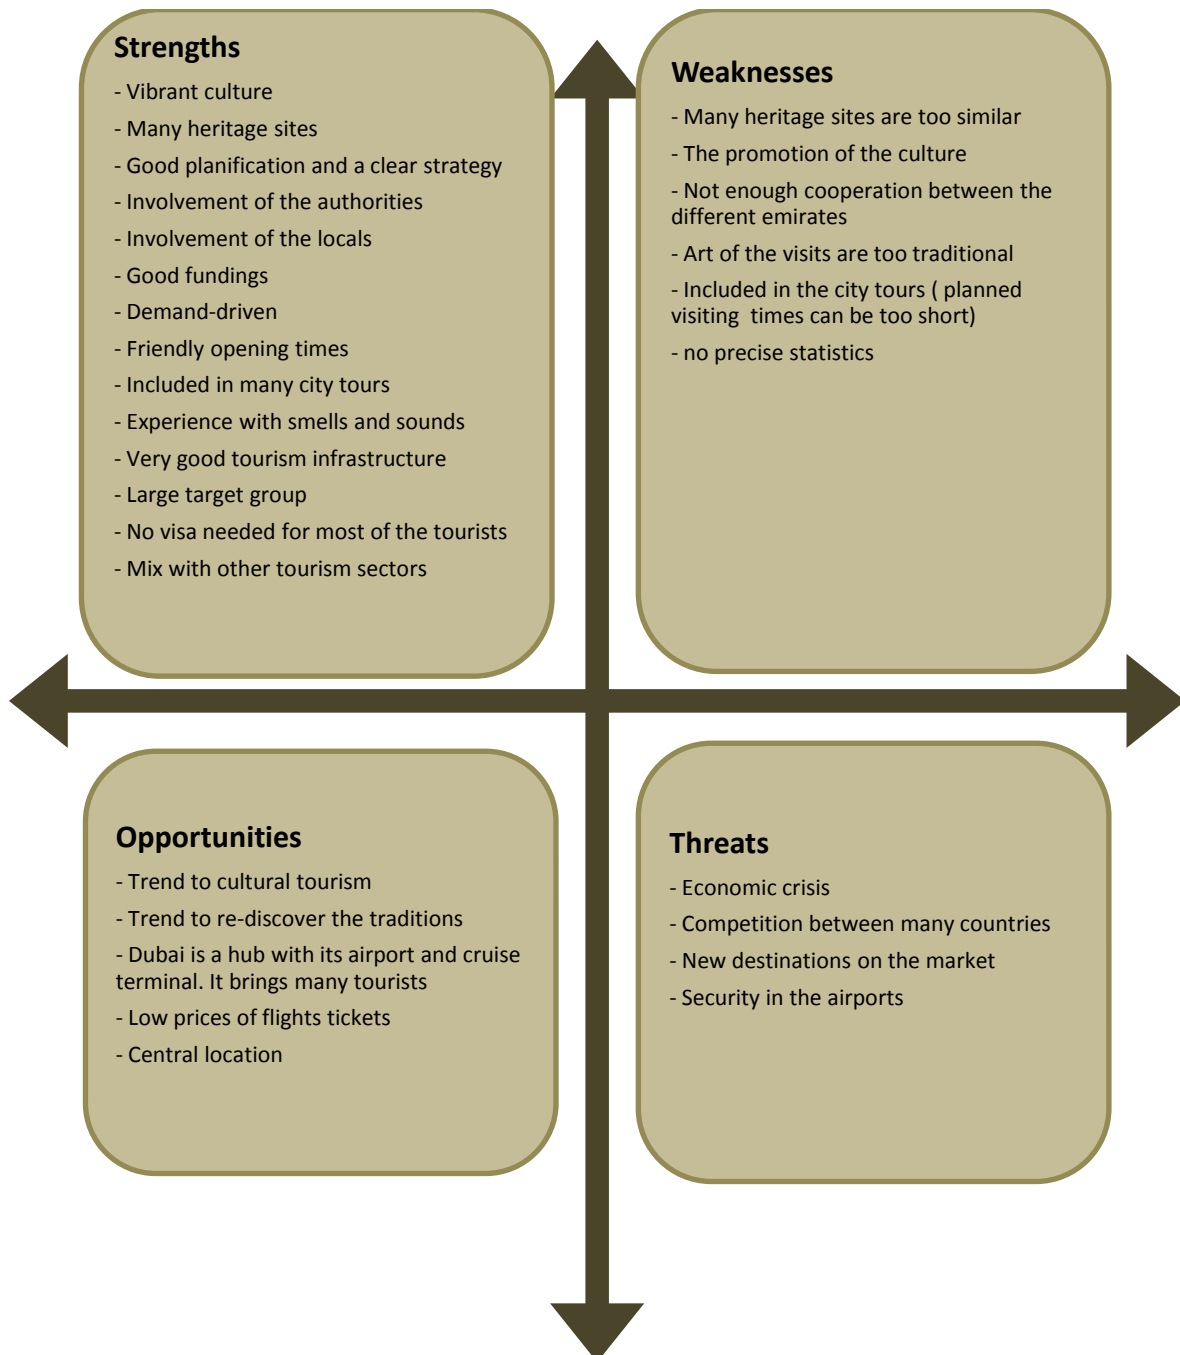 Strengths
- Vibrant culture
- Many heritage sites
- Good planification and a clear strategy
- Involvement of the authorities
- Involvement of the locals
- Good fundings
- Demand-driven
- Friendly opening times
- Included in many city tours
- Experience with smells and sounds
- Very good tourism infrastructure
- Large target group
- No visa needed for most of the tourists
- Mix with other tourism sectors
Weaknesses
- Many heritage sites are too similar
- The promotion of the culture
- Not enough cooperation between the
different emirates
- Art of the visits are too traditional
- Included in the city tours ( planned
visiting  times can be too short)
- no precise statistics
Opportunities
- Trend to cultural tourism
- Trend to re-discover the traditions
- Dubai is a hub with its airport and cruise
terminal. It brings many tourists
- Low prices of flights tickets
- Central location
Threats
- Economic crisis
- Competition between many countries
- New destinations on the market
- Security in the airports